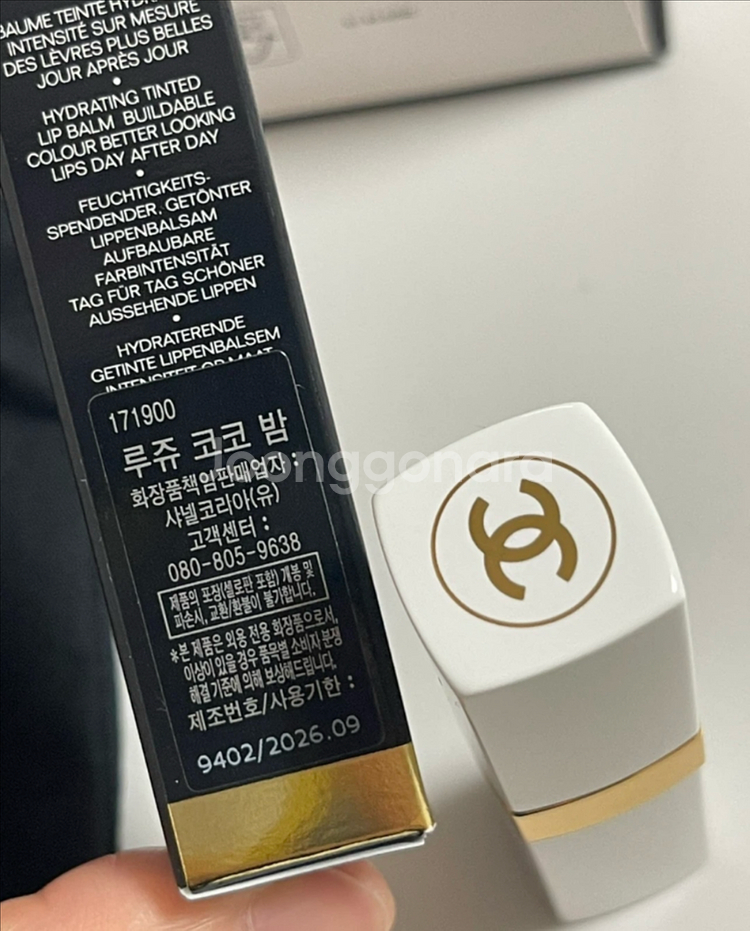 BAUME TEINTÉ HYD
INTENSITÉ SUR MESURE
DES LÈVRES PLUS BELLES
JOUR APRÈS JOUR
•
HYDRATING TINTED
LIP BALM BUILDABLE
COLOUR BETTER LOOKING
LIPS DAY AFTER DAY
•
FEUCHTIGKEITS-
SPENDENDER, GETÖNTER
LIPPENBALSAM
AUFBAUBARE
FARBINTENSITÄT
TAG FÜR TAG SCHÖNER
AUSSEHENDE LIPPEN
•
HYDRATERENDE
GETINTE LIPPENBALSEM
INTENSITEIT OP MAAT
171900
루쥬 코코 밤
화장품책임판매업자 :
샤넬코리아(유)
고객센터 :
080-805-9638
제품의 포장(셀로판 포함) 개봉 및
파손시, 교환/환불이 불가합니다.
*본 제품은 외용 전용 화장품으로서,
이상이 있을 경우 품목별 소비자 분쟁
해결 기준에 의해 보상해드립니다.
제조번호/사용기한 :
9402/2026.09
joonggonara